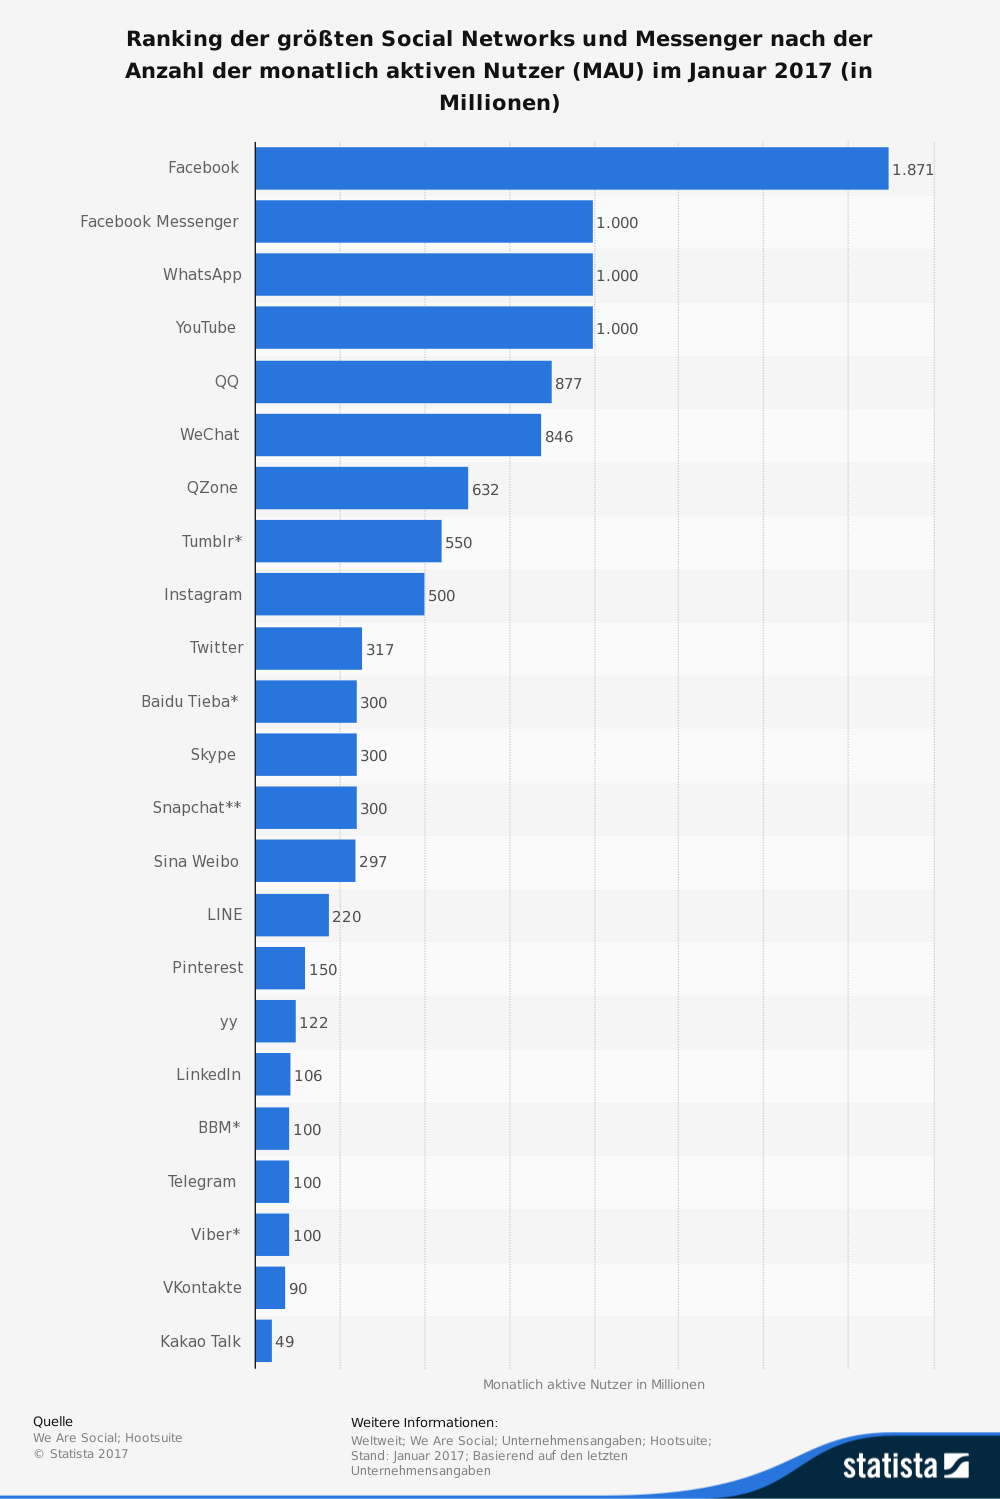 Ranking der größten Social Networks und Messenger nach der
Anzahl der monatlich aktiven Nutzer (MAU) im Januar 2017 (in
Millionen)
Facebook 1.871
Facebook Messenger 1.000
WhatsApp 1.000
YouTube 1.000
QQ 877
WeChat 846
QZone 632
Tumblr* 550
Instagram 500
Twitter 317
Baidu Tieba* 300
Skype 300
Snapchat** 300
Sina Weibo 297
LINE 220
Pinterest 150
yy 122
LinkedIn 106
BBM* 100
Telegram 100
Viber* 100
VKontakte 90
Kakao Talk 49
Monatlich aktive Nutzer in Millionen
Quelle
We Are Social; Hootsuite
© Statista 2017
Weitere Informationen:
Weltweit; We Are Social; Unternehmensangaben; Hootsuite;
Stand: Januar 2017; Basierend auf den letzten
Unternehmensangaben
statista